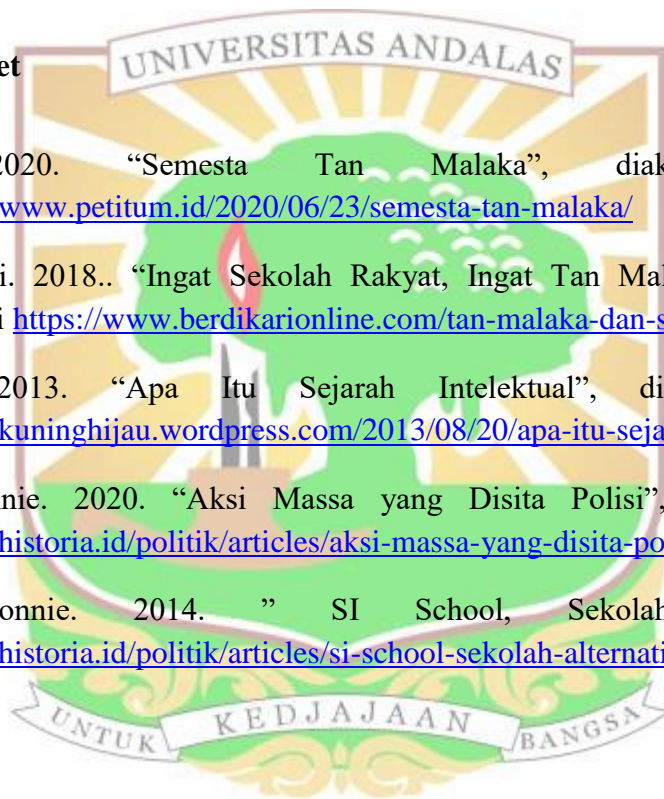 UNIVERSITAS ANDALAS
et
2020. “Semesta Tan Malaka”, diak
www.petitum.id/2020/06/23/semesta-tan-malaka/
i. 2018.. “Ingat Sekolah Rakyat, Ingat Tan Mal
i https://www.berdikarionline.com/tan-malaka-dan-s
2013. “Apa Itu Sejarah Intelektual”, di
kuninghijau.wordpress.com/2013/08/20/apa-itu-seja
nie. 2020. “Aksi Massa yang Disita Polisi”,
historia.id/politik/articles/aksi-massa-yang-disita-po
onnie. 2014. ” SI School, Sekolah
historia.id/politik/articles/si-school-sekolah-alternati
UNTUK KEDJAJAAN BANGSA